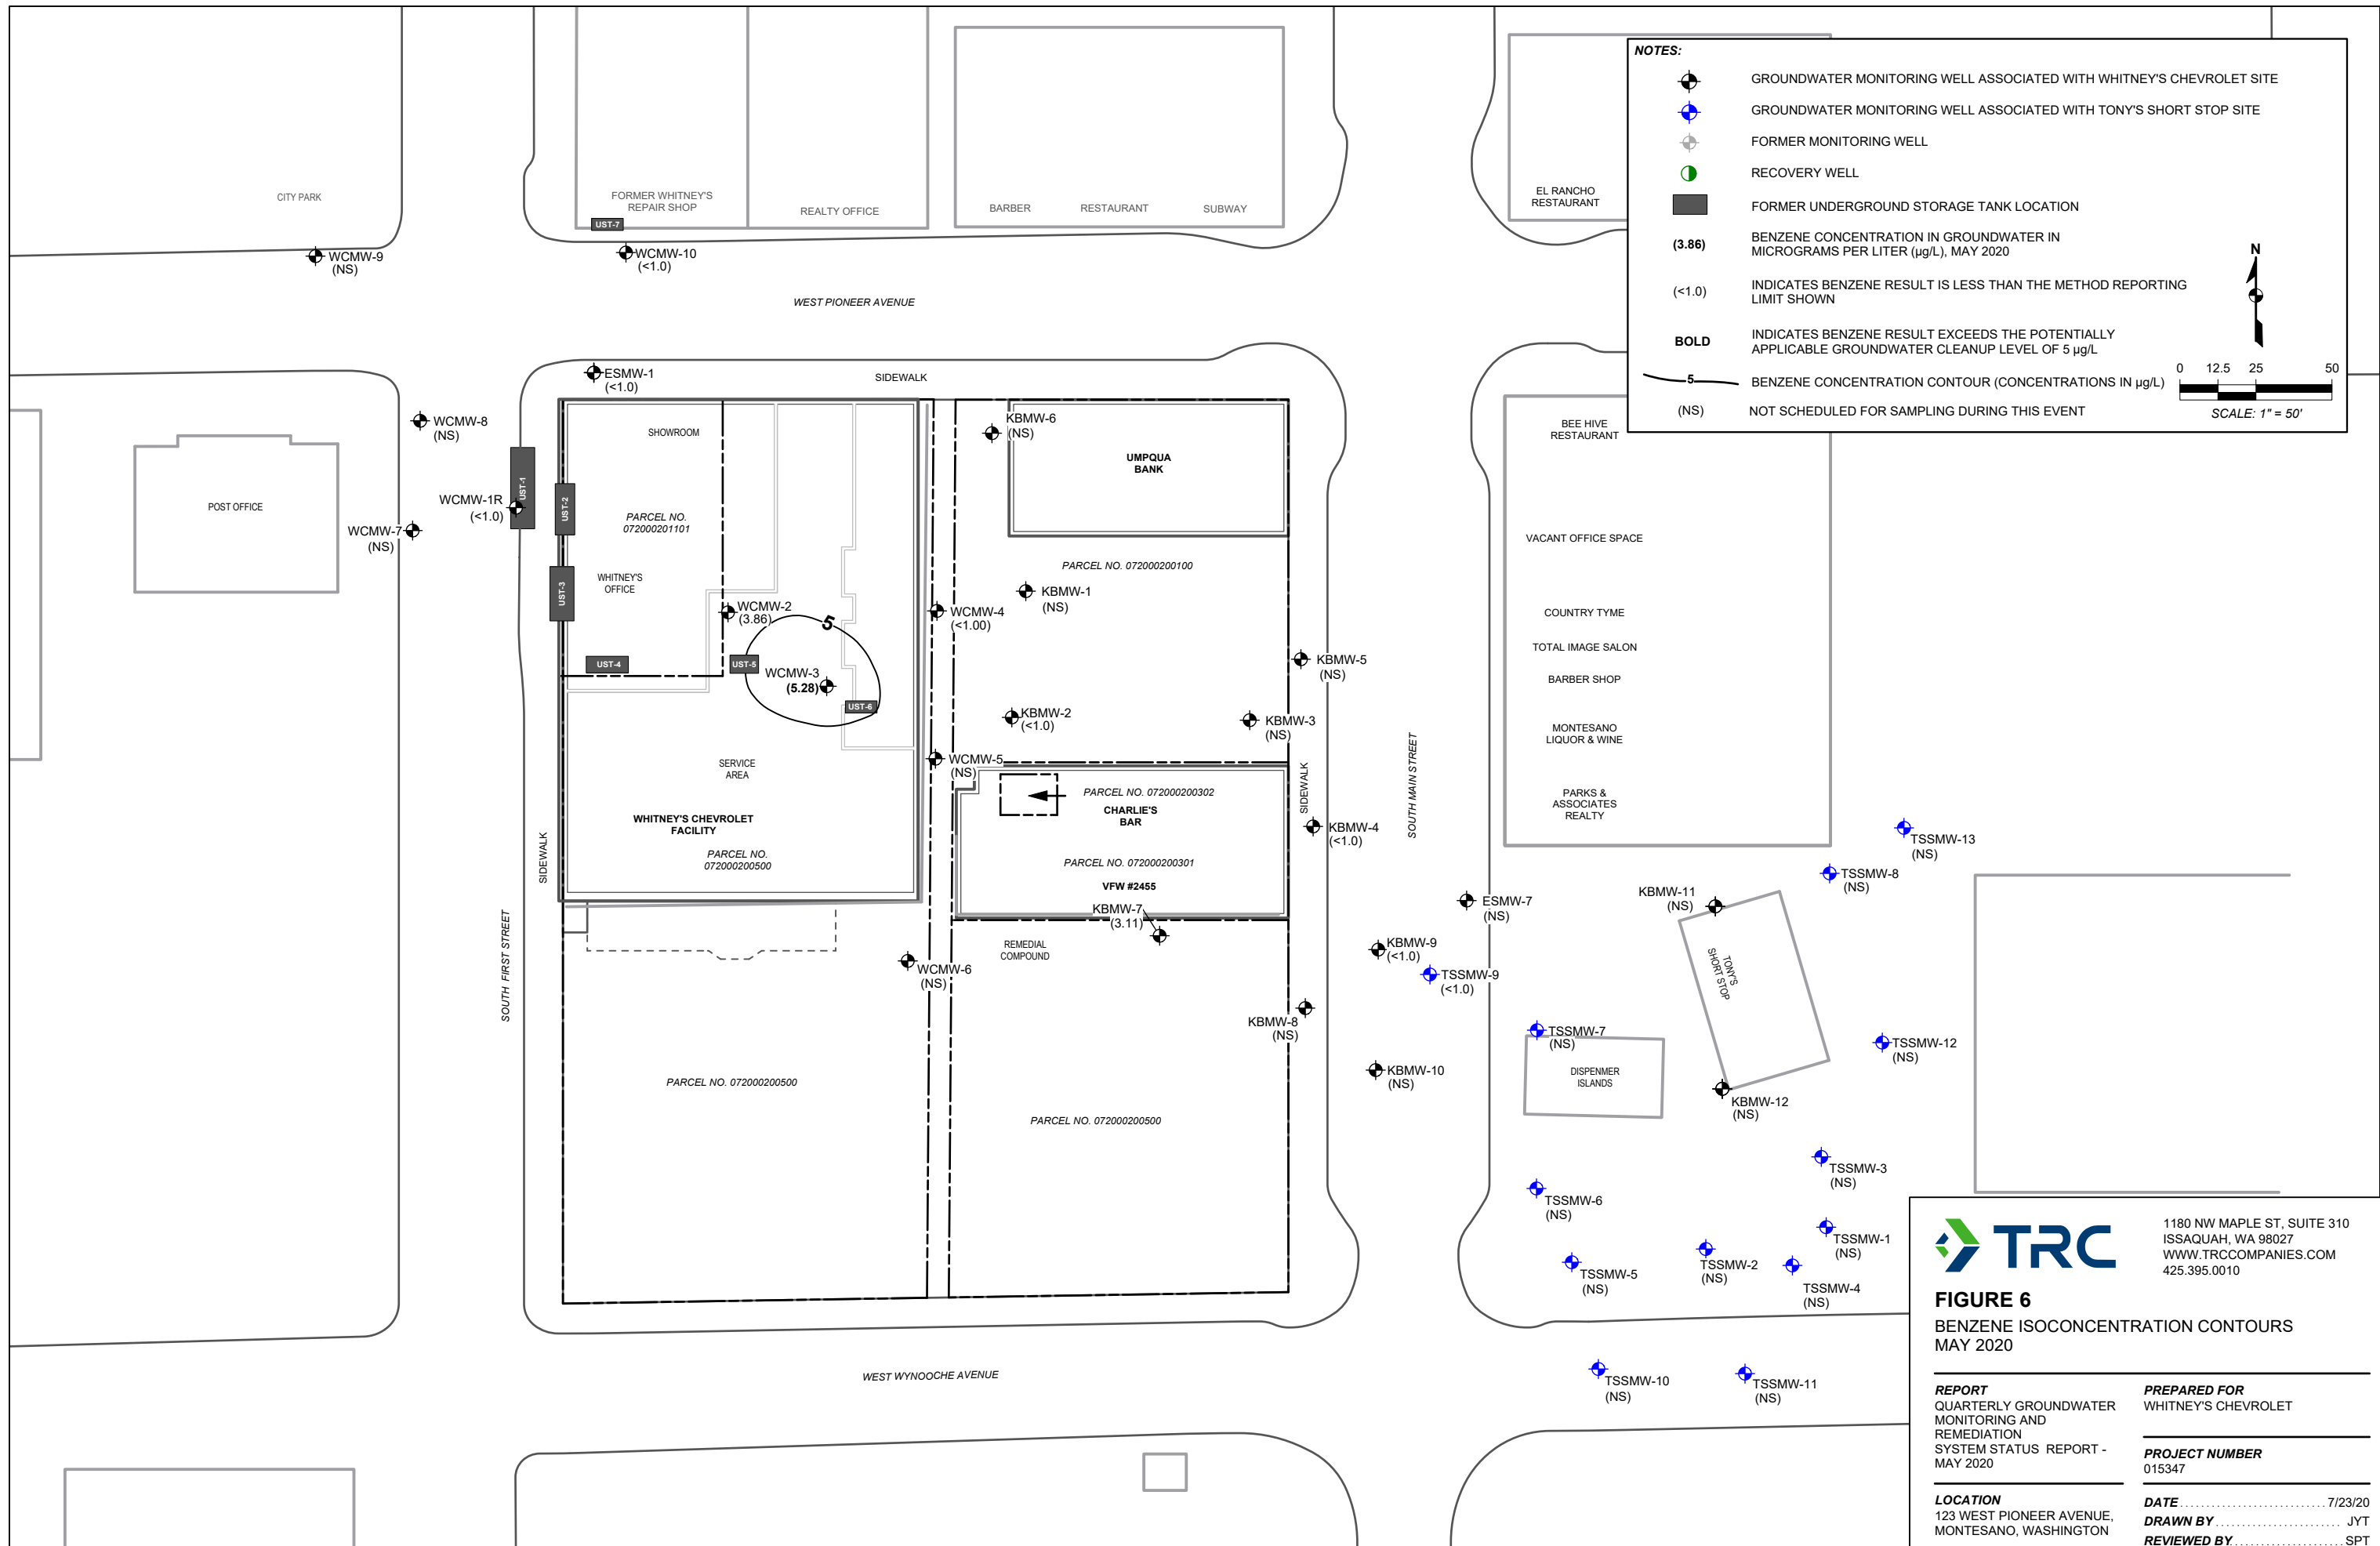 NOTES:
GROUNDWATER MONITORING WELL ASSOCIATED WITH WHITNEY'S CHEVROLET SITE
GROUNDWATER MONITORING WELL ASSOCIATED WITH TONY'S SHORT STOP SITE
FORMER MONITORING WELL
RECOVERY WELL
FORMER UNDERGROUND STORAGE TANK LOCATION
(3.86) BENZENE CONCENTRATION IN GROUNDWATER IN
MICROGRAMS PER LITER (µg/L), MAY 2020
(<1.0) INDICATES BENZENE RESULT IS LESS THAN THE METHOD REPORTING
LIMIT SHOWN
BOLD INDICATES BENZENE RESULT EXCEEDS THE POTENTIALLY
APPLICABLE GROUNDWATER CLEANUP LEVEL OF 5 µg/L
5 BENZENE CONCENTRATION CONTOUR (CONCENTRATIONS IN µg/L)
(NS) NOT SCHEDULED FOR SAMPLING DURING THIS EVENT
N
0 12.5 25 50
SCALE: 1" = 50'
CITY PARK
FORMER WHITNEY'S
REPAIR SHOP
UST-7
REALTY OFFICE
BARBER
RESTAURANT
SUBWAY
EL RANCHO
RESTAURANT
WCMW-9
(NS)
WCMW-10
(<1.0)
WEST PIONEER AVENUE
ESMW-1
(<1.0)
SIDEWALK
WCMW-8
(NS)
POST OFFICE
WCMW-1R
(<1.0)
WCMW-7
(NS)
UST-1
UST-2
UST-3
SHOWROOM
PARCEL NO.
072000201101
WHITNEY'S
OFFICE
WCMW-2
(3.86)
5
UST-4
UST-5
WCMW-3
(5.28)
UST-6
SERVICE
AREA
WHITNEY'S CHEVROLET
FACILITY
PARCEL NO.
072000200500
SIDEWALK
SOUTH FIRST STREET
KBMW-6
(NS)
UMPQUA
BANK
PARCEL NO. 072000200100
KBMW-1
(NS)
WCMW-4
(<1.00)
KBMW-5
(NS)
KBMW-2
(<1.0)
KBMW-3
(NS)
WCMW-5
(NS)
PARCEL NO. 072000200302
CHARLIE'S
BAR
PARCEL NO. 072000200301
VFW #2455
KBMW-7
(3.11)
SIDEWALK
KBMW-4
(<1.0)
SOUTH MAIN STREET
REMEDIAL
COMPOUND
WCMW-6
(NS)
KBMW-8
(NS)
KBMW-9
(<1.0)
KBMW-10
(NS)
PARCEL NO. 072000200500
PARCEL NO. 072000200500
BEE HIVE
RESTAURANT
VACANT OFFICE SPACE
COUNTRY TYME
TOTAL IMAGE SALON
BARBER SHOP
MONTESANO
LIQUOR & WINE
PARKS &
ASSOCIATES
REALTY
ESMW-7
(NS)
TSSMW-9
(<1.0)
TSSMW-13
(NS)
TSSMW-8
(NS)
KBMW-11
(NS)
TONY'S
SHORT STOP
TSSMW-7
(NS)
DISPENMER
ISLANDS
TSSMW-12
(NS)
KBMW-12
(NS)
TSSMW-3
(NS)
TSSMW-6
(NS)
TSSMW-1
(NS)
TSSMW-2
(NS)
TSSMW-5
(NS)
TSSMW-4
(NS)
TSSMW-10
(NS)
TSSMW-11
(NS)
WEST WYNOOCHE AVENUE
TRC
1180 NW MAPLE ST, SUITE 310
ISSAQUAH, WA 98027
WWW.TRCCOMPANIES.COM
425.395.0010
FIGURE 6
BENZENE ISOCONCENTRATION CONTOURS
MAY 2020
REPORT
QUARTERLY GROUNDWATER
MONITORING AND
REMEDIATION
SYSTEM STATUS REPORT -
MAY 2020
PREPARED FOR
WHITNEY'S CHEVROLET
PROJECT NUMBER
015347
LOCATION
123 WEST PIONEER AVENUE,
MONTESANO, WASHINGTON
DATE 7/23/20
DRAWN BY JYT
REVIEWED BY SPT